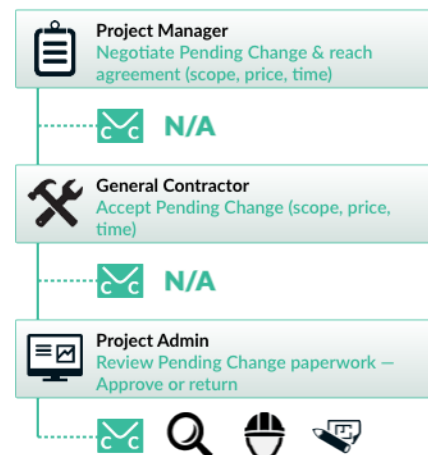 Project Manager
Negotiate Pending Change & reach
agreement (scope, price, time)
C C N/A
General Contractor
Accept Pending Change (scope, price,
time)
C C N/A
Project Admin
Review Pending Change paperwork —
Approve or return
C C